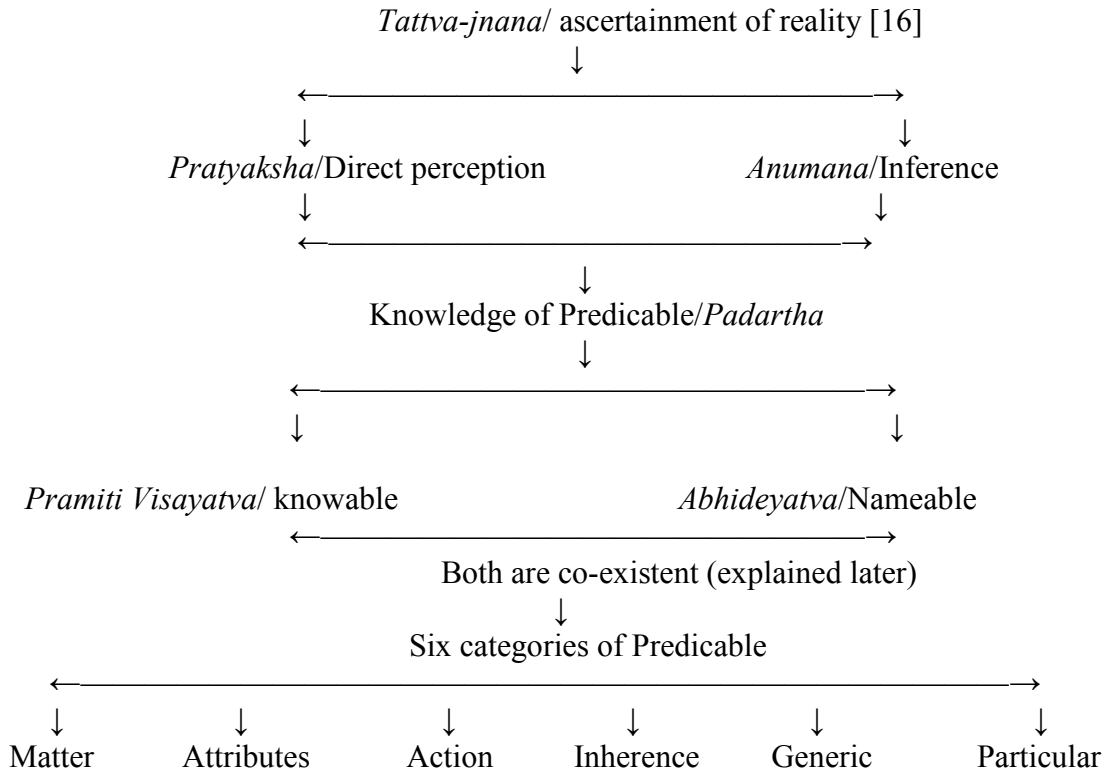 Tattva-jnana/ ascertainment of reality [16]
↓
←→
↓ ↓
Pratyaksha/Direct perception Anumana/Inference
↓ ↓
←→
↓
Knowledge of Predicable/Padartha
↓
←→
↓ ↓
Pramiti Visayatva/ knowable Abhideyatva/Nameable
←→
Both are co-existent (explained later)
↓
Six categories of Predicable
←→
↓ ↓ ↓ ↓ ↓ ↓
Matter Attributes Action Inherence Generic Particular